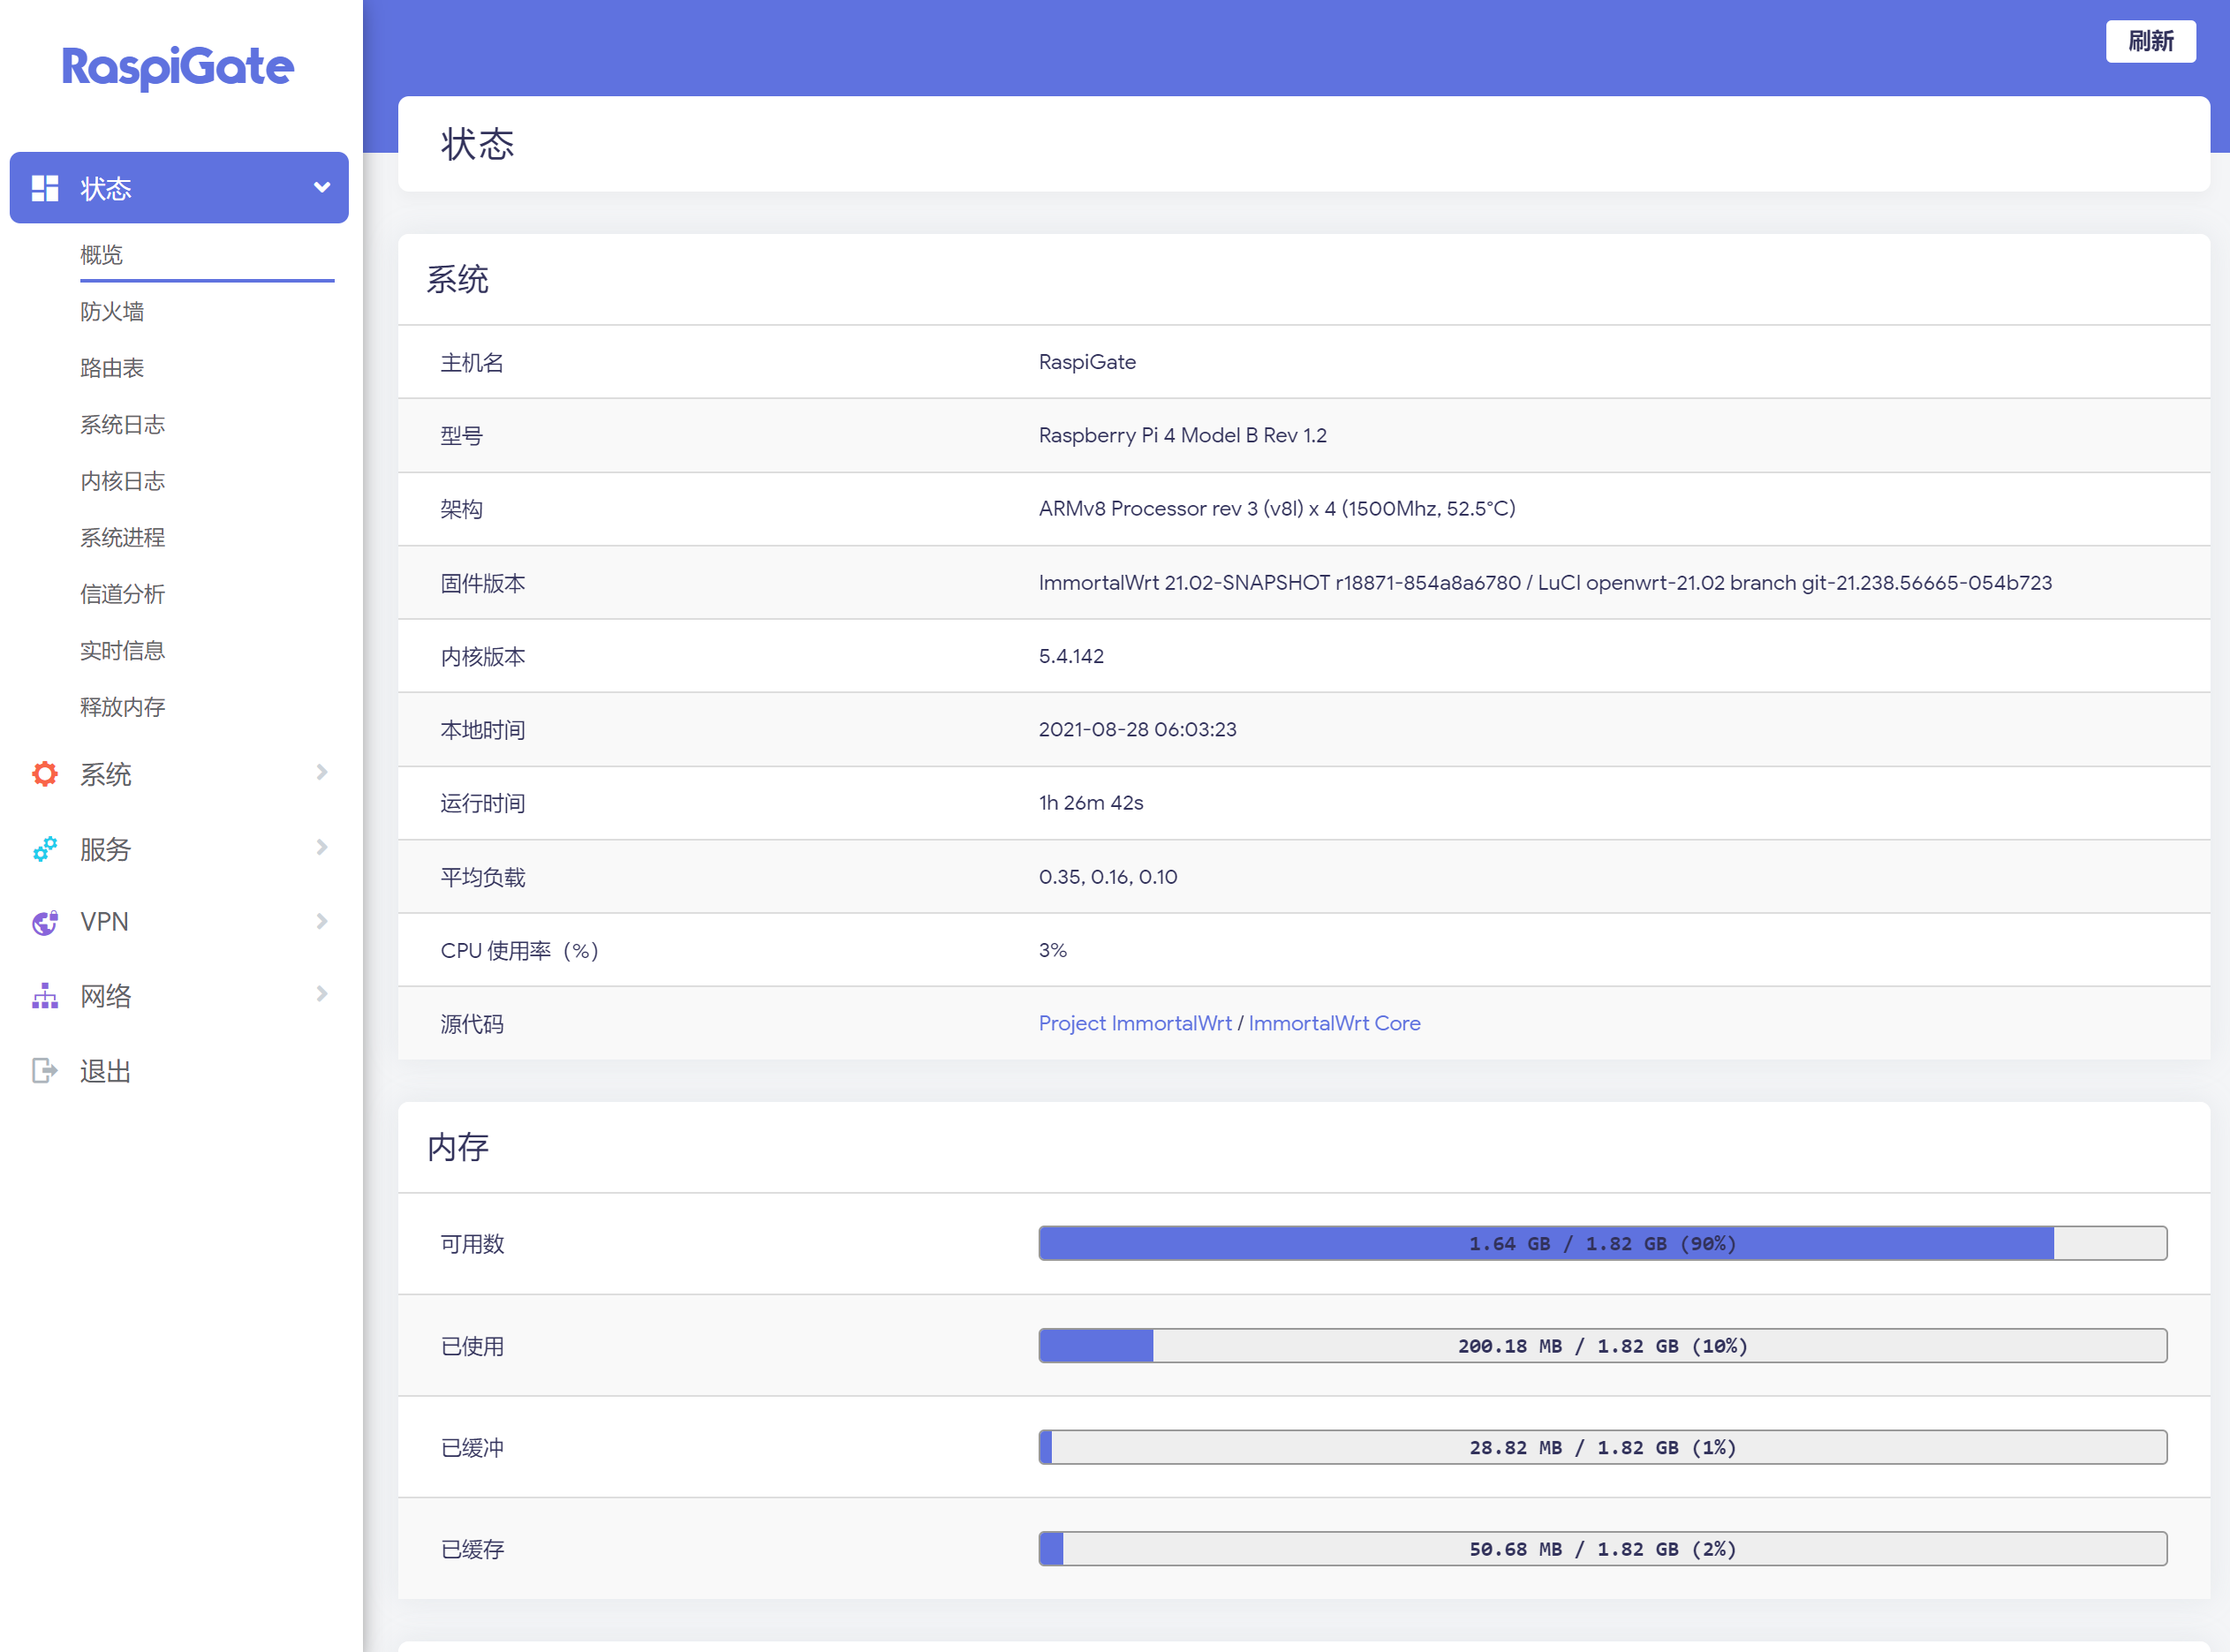 RaspiGate
状态
概览
防火墙
路由表
系统日志
内核日志
系统进程
信道分析
实时信息
释放内存
系统
服务
VPN
网络
退出
刷新
状态
系统
主机名 RaspiGate
型号 Raspberry Pi 4 Model B Rev 1.2
架构 ARMv8 Processor rev 3 (v8l) x 4 (1500Mhz, 52.5°C)
固件版本 ImmortalWrt 21.02-SNAPSHOT r18871-854a8a6780 / LuCI openwrt-21.02 branch git-21.238.56665-054b723
内核版本 5.4.142
本地时间 2021-08-28 06:03:23
运行时间 1h 26m 42s
平均负载 0.35, 0.16, 0.10
CPU 使用率（%） 3%
源代码 Project ImmortalWrt / ImmortalWrt Core
内存
可用数 1.64 GB / 1.82 GB (90%)
已使用 200.18 MB / 1.82 GB (10%)
已缓冲 28.82 MB / 1.82 GB (1%)
已缓存 50.68 MB / 1.82 GB (2%)